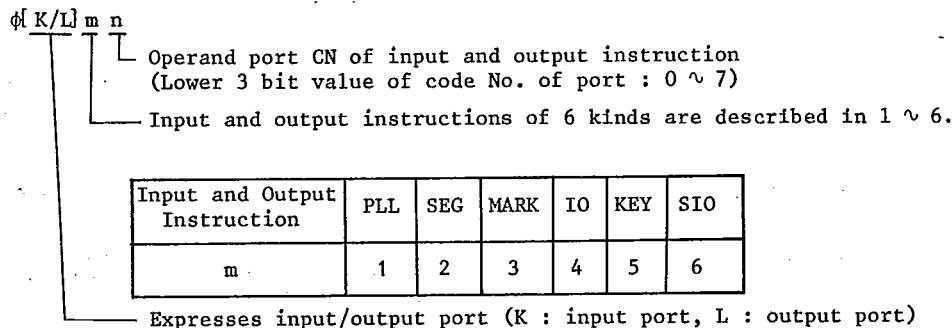 ϕ[K/L] m n
Operand port CN of input and output instruction
(Lower 3 bit value of code No. of port : 0 ∿ 7)
Input and output instructions of 6 kinds are described in 1 ∿ 6.
Input and Output Instruction PLL SEG MARK IO KEY SIO
m 1 2 3 4 5 6
Expresses input/output port (K : input port, L : output port)